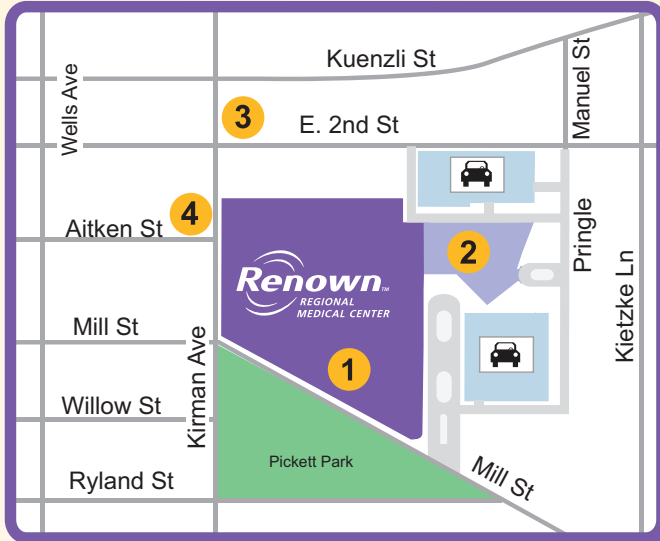 Kuenzli St
Manuel St
Wells Ave
3
E. 2nd St
4
Aitken St
2
Pringle
Renown™
REGIONAL
MEDICAL CENTER
Kietzke Ln
Mill St
Kirman Ave
1
Willow St
Pickett Park
Ryland St
Mill St